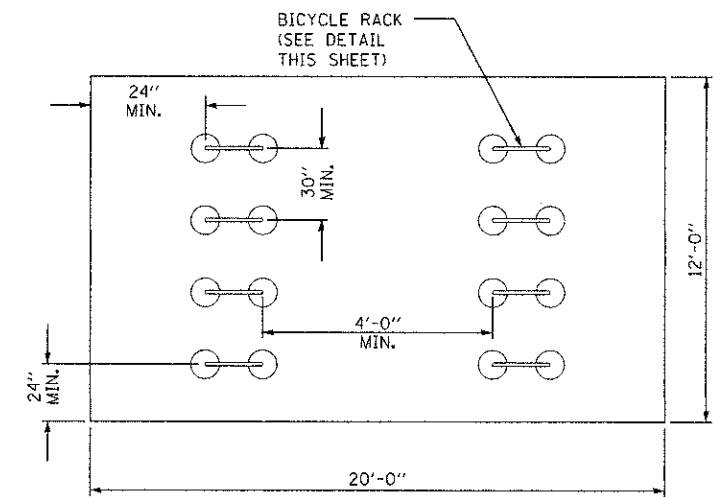 BICYCLE RACK
(SEE DETAIL
THIS SHEET)
24"
MIN.
30"
MIN.
12'-0"
4'-0"
MIN.
24"
MIN.
20'-0"